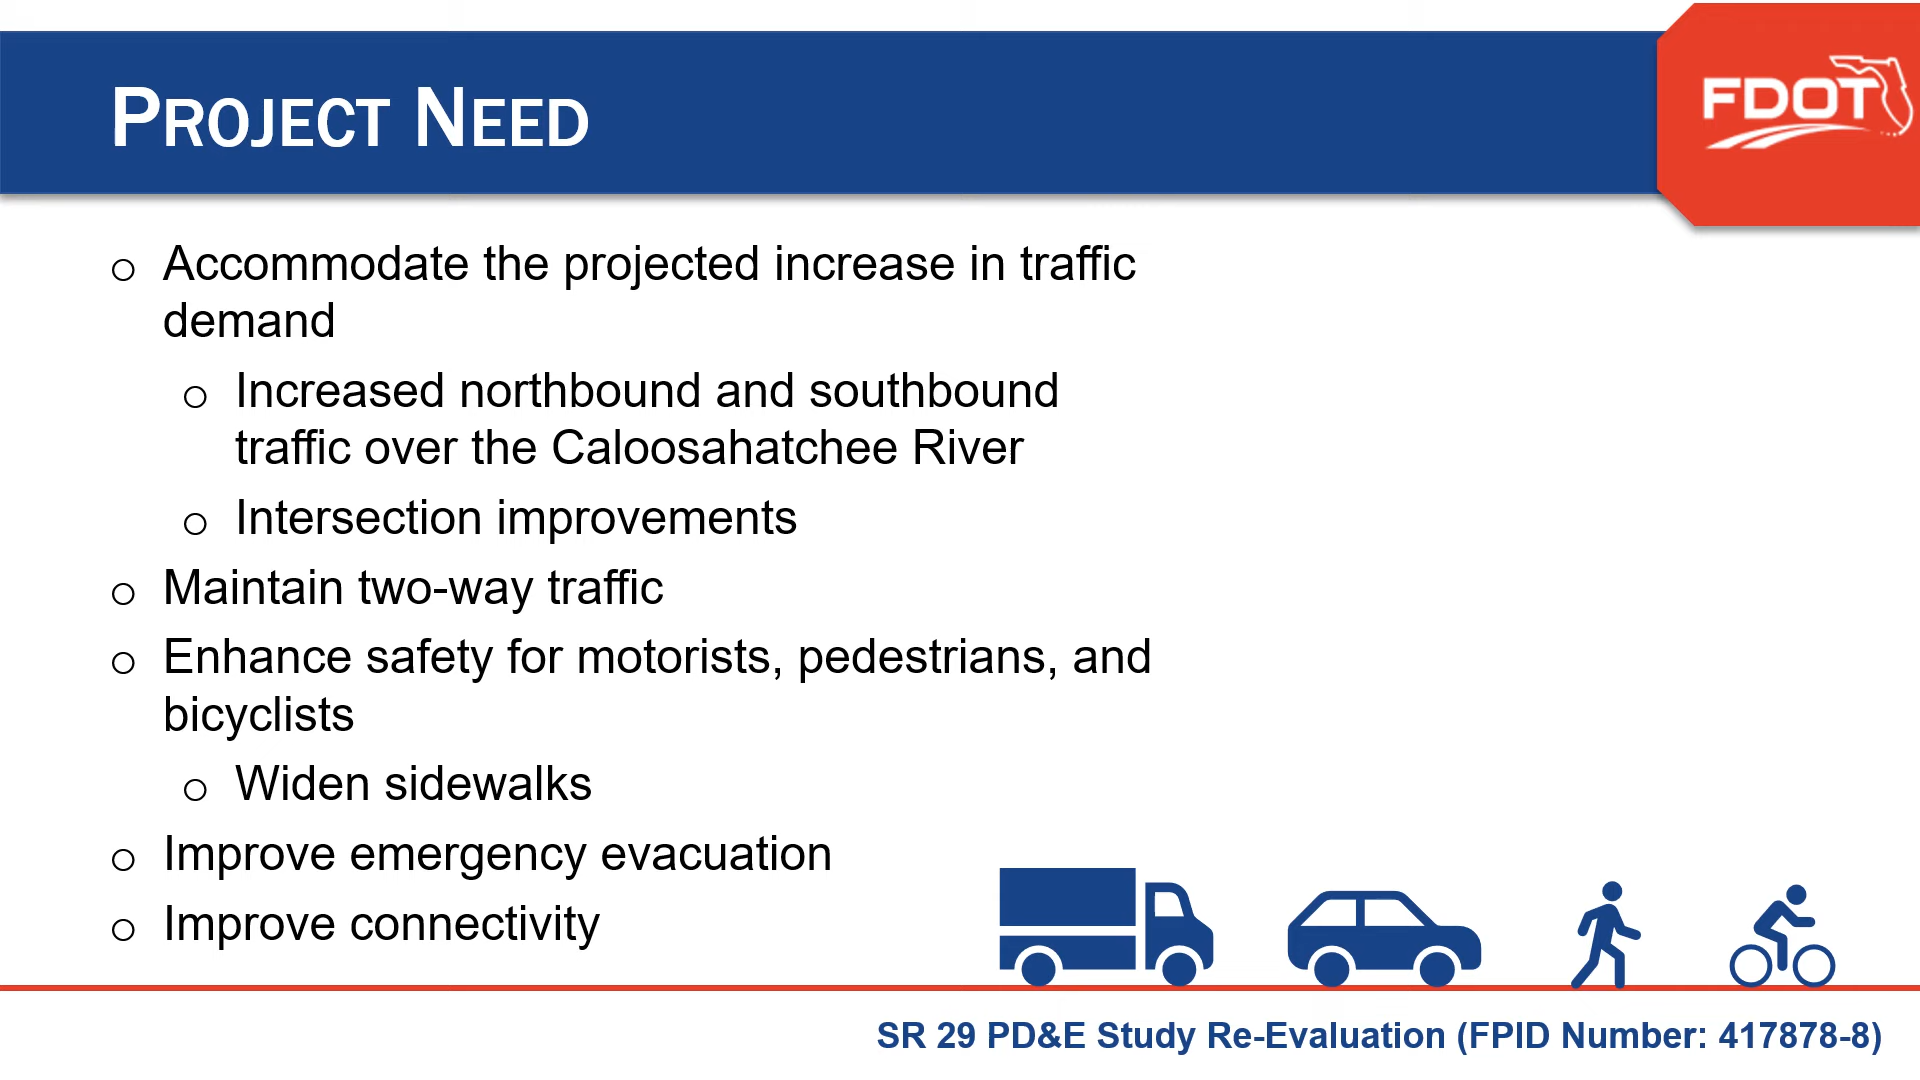 PROJECT NEED
FDOT
o Accommodate the projected increase in traffic
demand
o Increased northbound and southbound
traffic over the Caloosahatchee River
o Intersection improvements
o Maintain two-way traffic
o Enhance safety for motorists, pedestrians, and
bicyclists
o Widen sidewalks
o Improve emergency evacuation
o Improve connectivity
SR 29 PD&E Study Re-Evaluation (FPID Number: 417878-8)